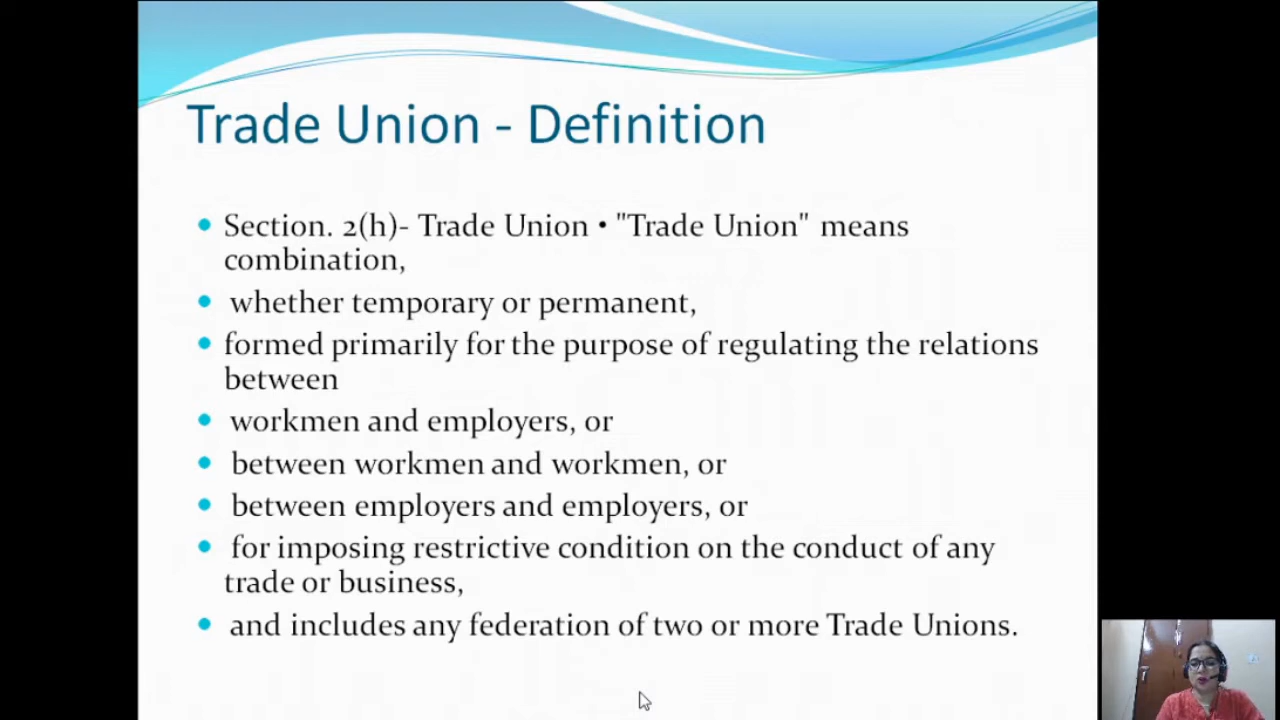 Trade Union - Definition
• Section. 2(h)- Trade Union • "Trade Union" means
combination,
• whether temporary or permanent,
• formed primarily for the purpose of regulating the relations
between
• workmen and employers, or
• between workmen and workmen, or
• between employers and employers, or
• for imposing restrictive condition on the conduct of any
trade or business,
• and includes any federation of two or more Trade Unions.